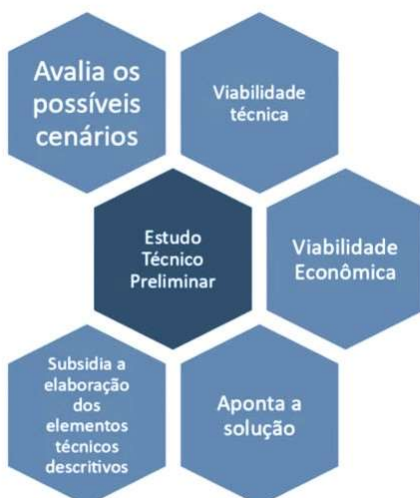 Avalia os
possíveis
cenários
Viabilidade
técnica
Estudo
Técnico
Preliminar
Viabilidade
Econômica
Subsidia a
elaboração
dos
elementos
técnicos
descritivos
Aponta a
solução